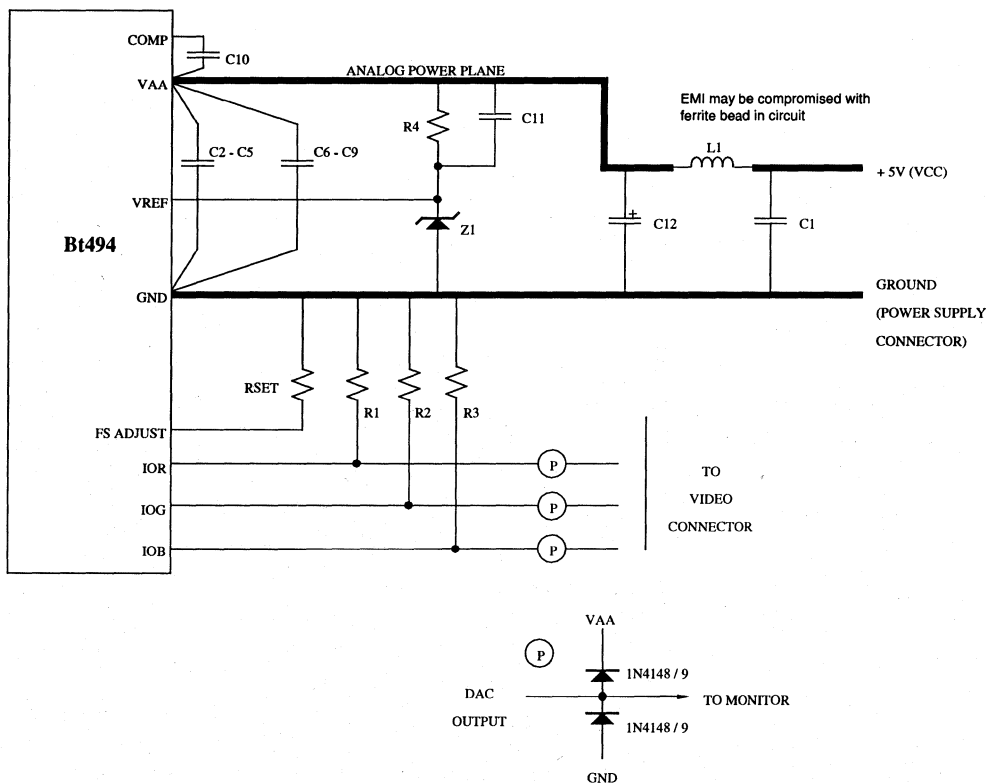 COMP
C10
ANALOG POWER PLANE
VAA
EMI may be compromised with
ferrite bead in circuit
C11
R4
L1
C2 - C5
C6 - C9
+ 5V (VCC)
VREF
+
C12
C1
Z1
Bt494
GND
GROUND
(POWER SUPPLY
CONNECTOR)
RSET
R1
R2
R3
FS ADJUST
IOR
P
TO
IOG
P
VIDEO
CONNECTOR
IOB
P
VAA
P
1N4148 / 9
DAC
OUTPUT
TO MONITOR
1N4148 / 9
GND